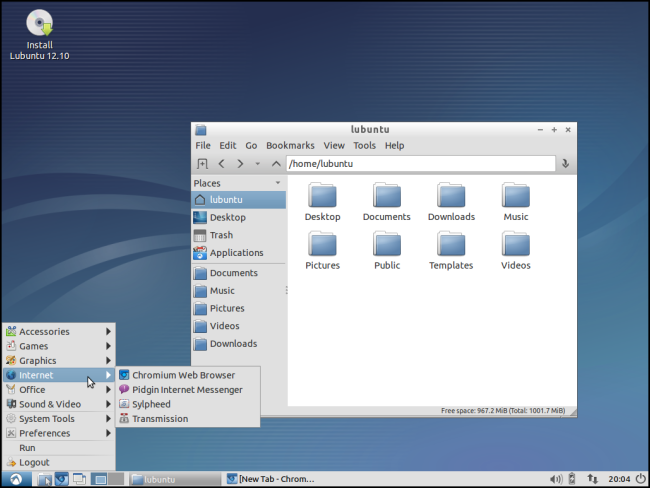 Install
Lubuntu 12.10
lubuntu
File Edit Go Bookmarks View Tools Help
/home/lubuntu
Places
lubuntu
Desktop
Trash
Applications
Documents
Music
Pictures
Videos
Downloads
Desktop Documents Downloads Music
Pictures Public Templates Videos
Free space: 967.2 MiB (Total: 1001.7 MiB)
Accessories
Games
Graphics
Internet
Office
Sound & Video
System Tools
Preferences
Run
Logout
Chromium Web Browser
Pidgin Internet Messenger
Sylpheed
Transmission
lubuntu
[New Tab - Chrom...
20:04